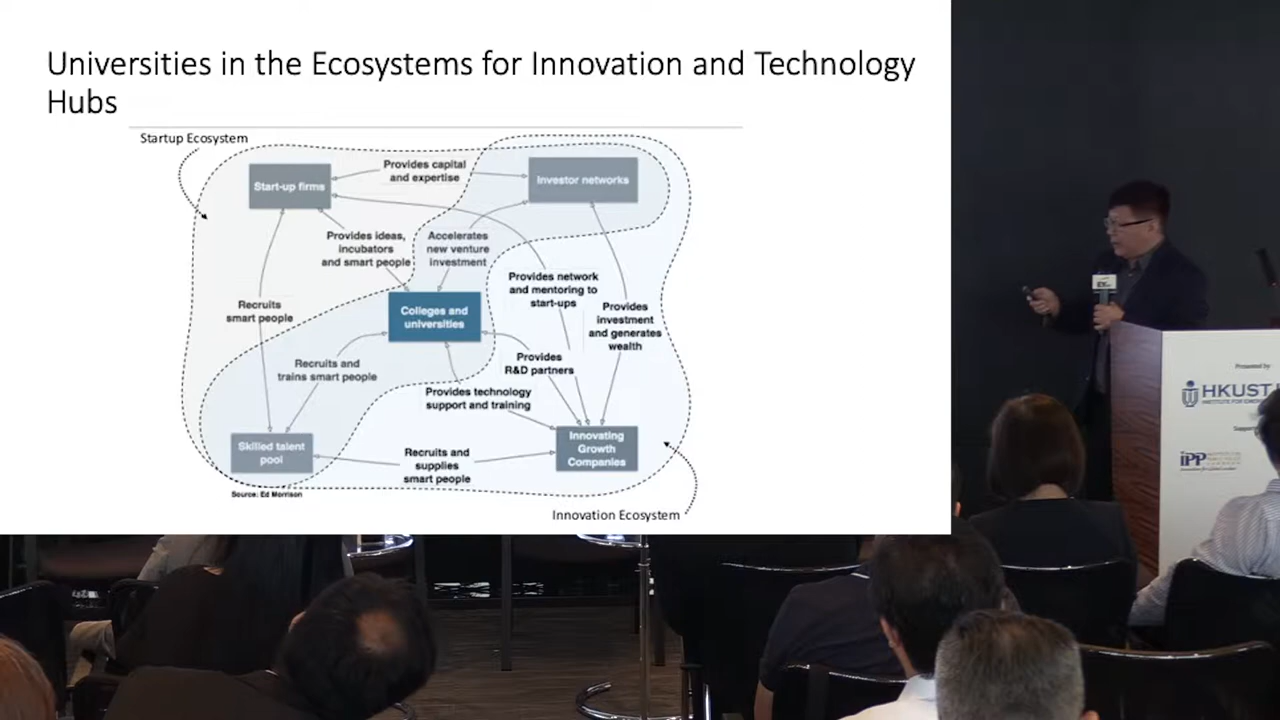 Universities in the Ecosystems for Innovation and Technology
Hubs
Startup Ecosystem
Start-up firms
Provides capital
and expertise
Investor networks
Provides ideas,
incubators
and smart people
Accelerates
new venture
investment
Provides network
and mentoring to
start-ups
Recruits
smart people
Colleges and
universities
Provides
investment
and generates
wealth
Recruits and
trains smart people
Provides
R&D partners
Provides technology
support and training
Skilled talent
pool
Recruits and
supplies
smart people
Innovating
Growth
Companies
Source: Ed Morrison
Innovation Ecosystem
Presented by
HKUST
IPP